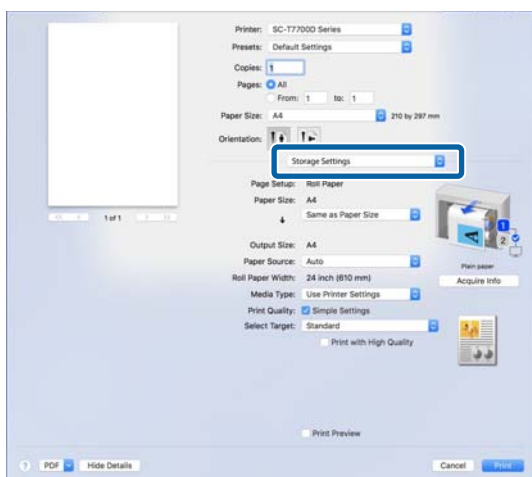 Printer: SC-T7700D Series
Presets: Default Settings
Copies: 1
Pages: All
From: 1 to: 1
Paper Size: A4 210 by 297 mm
Orientation:
Storage Settings
Page Setup: Roll Paper
Paper Size: A4
Same as Paper Size
Output Size: A4
Paper Source: Auto
Roll Paper Width: 24 inch (610 mm)
Media Type: Use Printer Settings
Print Quality: Simple Settings
Select Target: Standard
Print with High Quality
1 of 1
A
1
2
Plain paper
Acquire Info
Print Preview
? PDF Hide Details Cancel Print